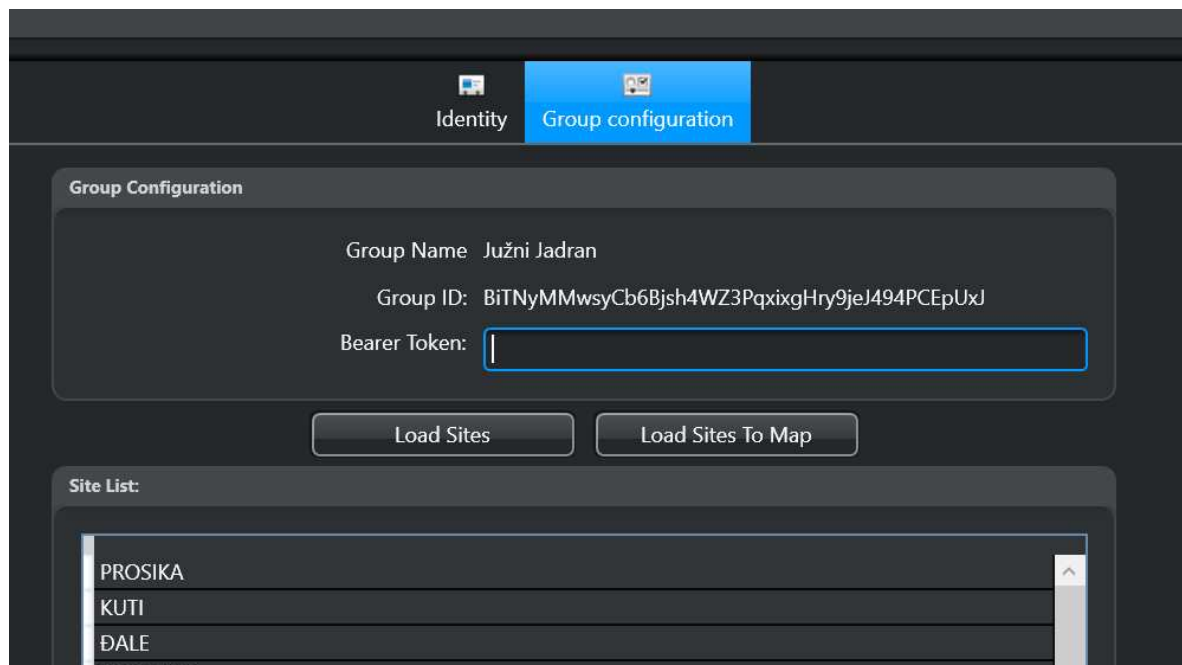 Identity
Group configuration
Group Configuration
Group Name Južni Jadran
Group ID: BiTNyMMwsyCb6Bjsh4WZ3PqxixgHry9jeJ494PCEpUxJ
Bearer Token:
Load Sites
Load Sites To Map
Site List:
PROSIKA
KUTI
ĐALE